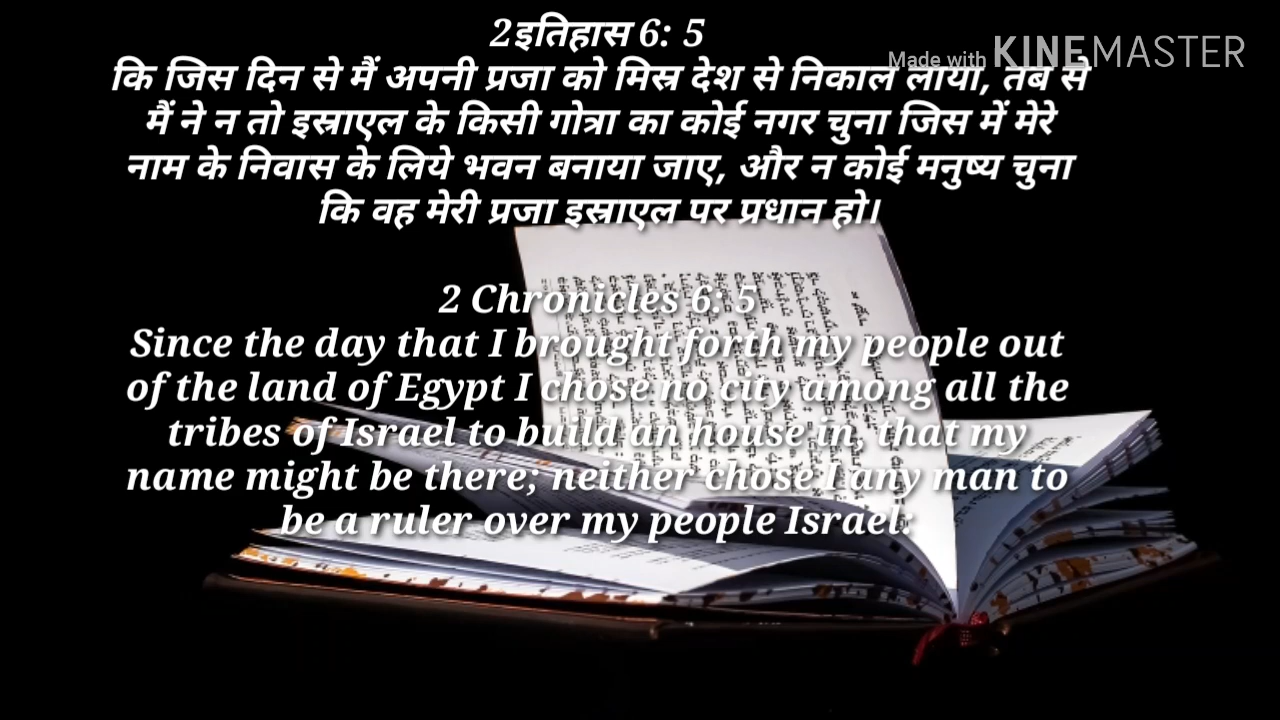 2इतिहास 6: 5
Made with KINEMASTER
कि जिस दिन से मैं अपनी प्रजा को मिस्र देश से निकाल लाया, तब से
मैं ने न तो इस्राएल के किसी गोत्रा का कोई नगर चुना जिस में मेरे
नाम के निवास के लिये भवन बनाया जाए, और न कोई मनुष्य चुना
कि वह मेरी प्रजा इस्राएल पर प्रधान हो।
2 Chronicles 6: 5
Since the day that I brought forth my people out
of the land of Egypt I chose no city among all the
tribes of Israel to build an house in, that my
name might be there; neither chose I any man to
be a ruler over my people Israel: